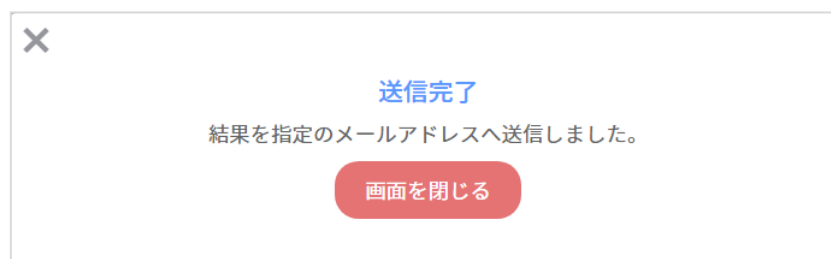 送信完了
結果を指定のメールアドレスへ送信しました。
画面を閉じる